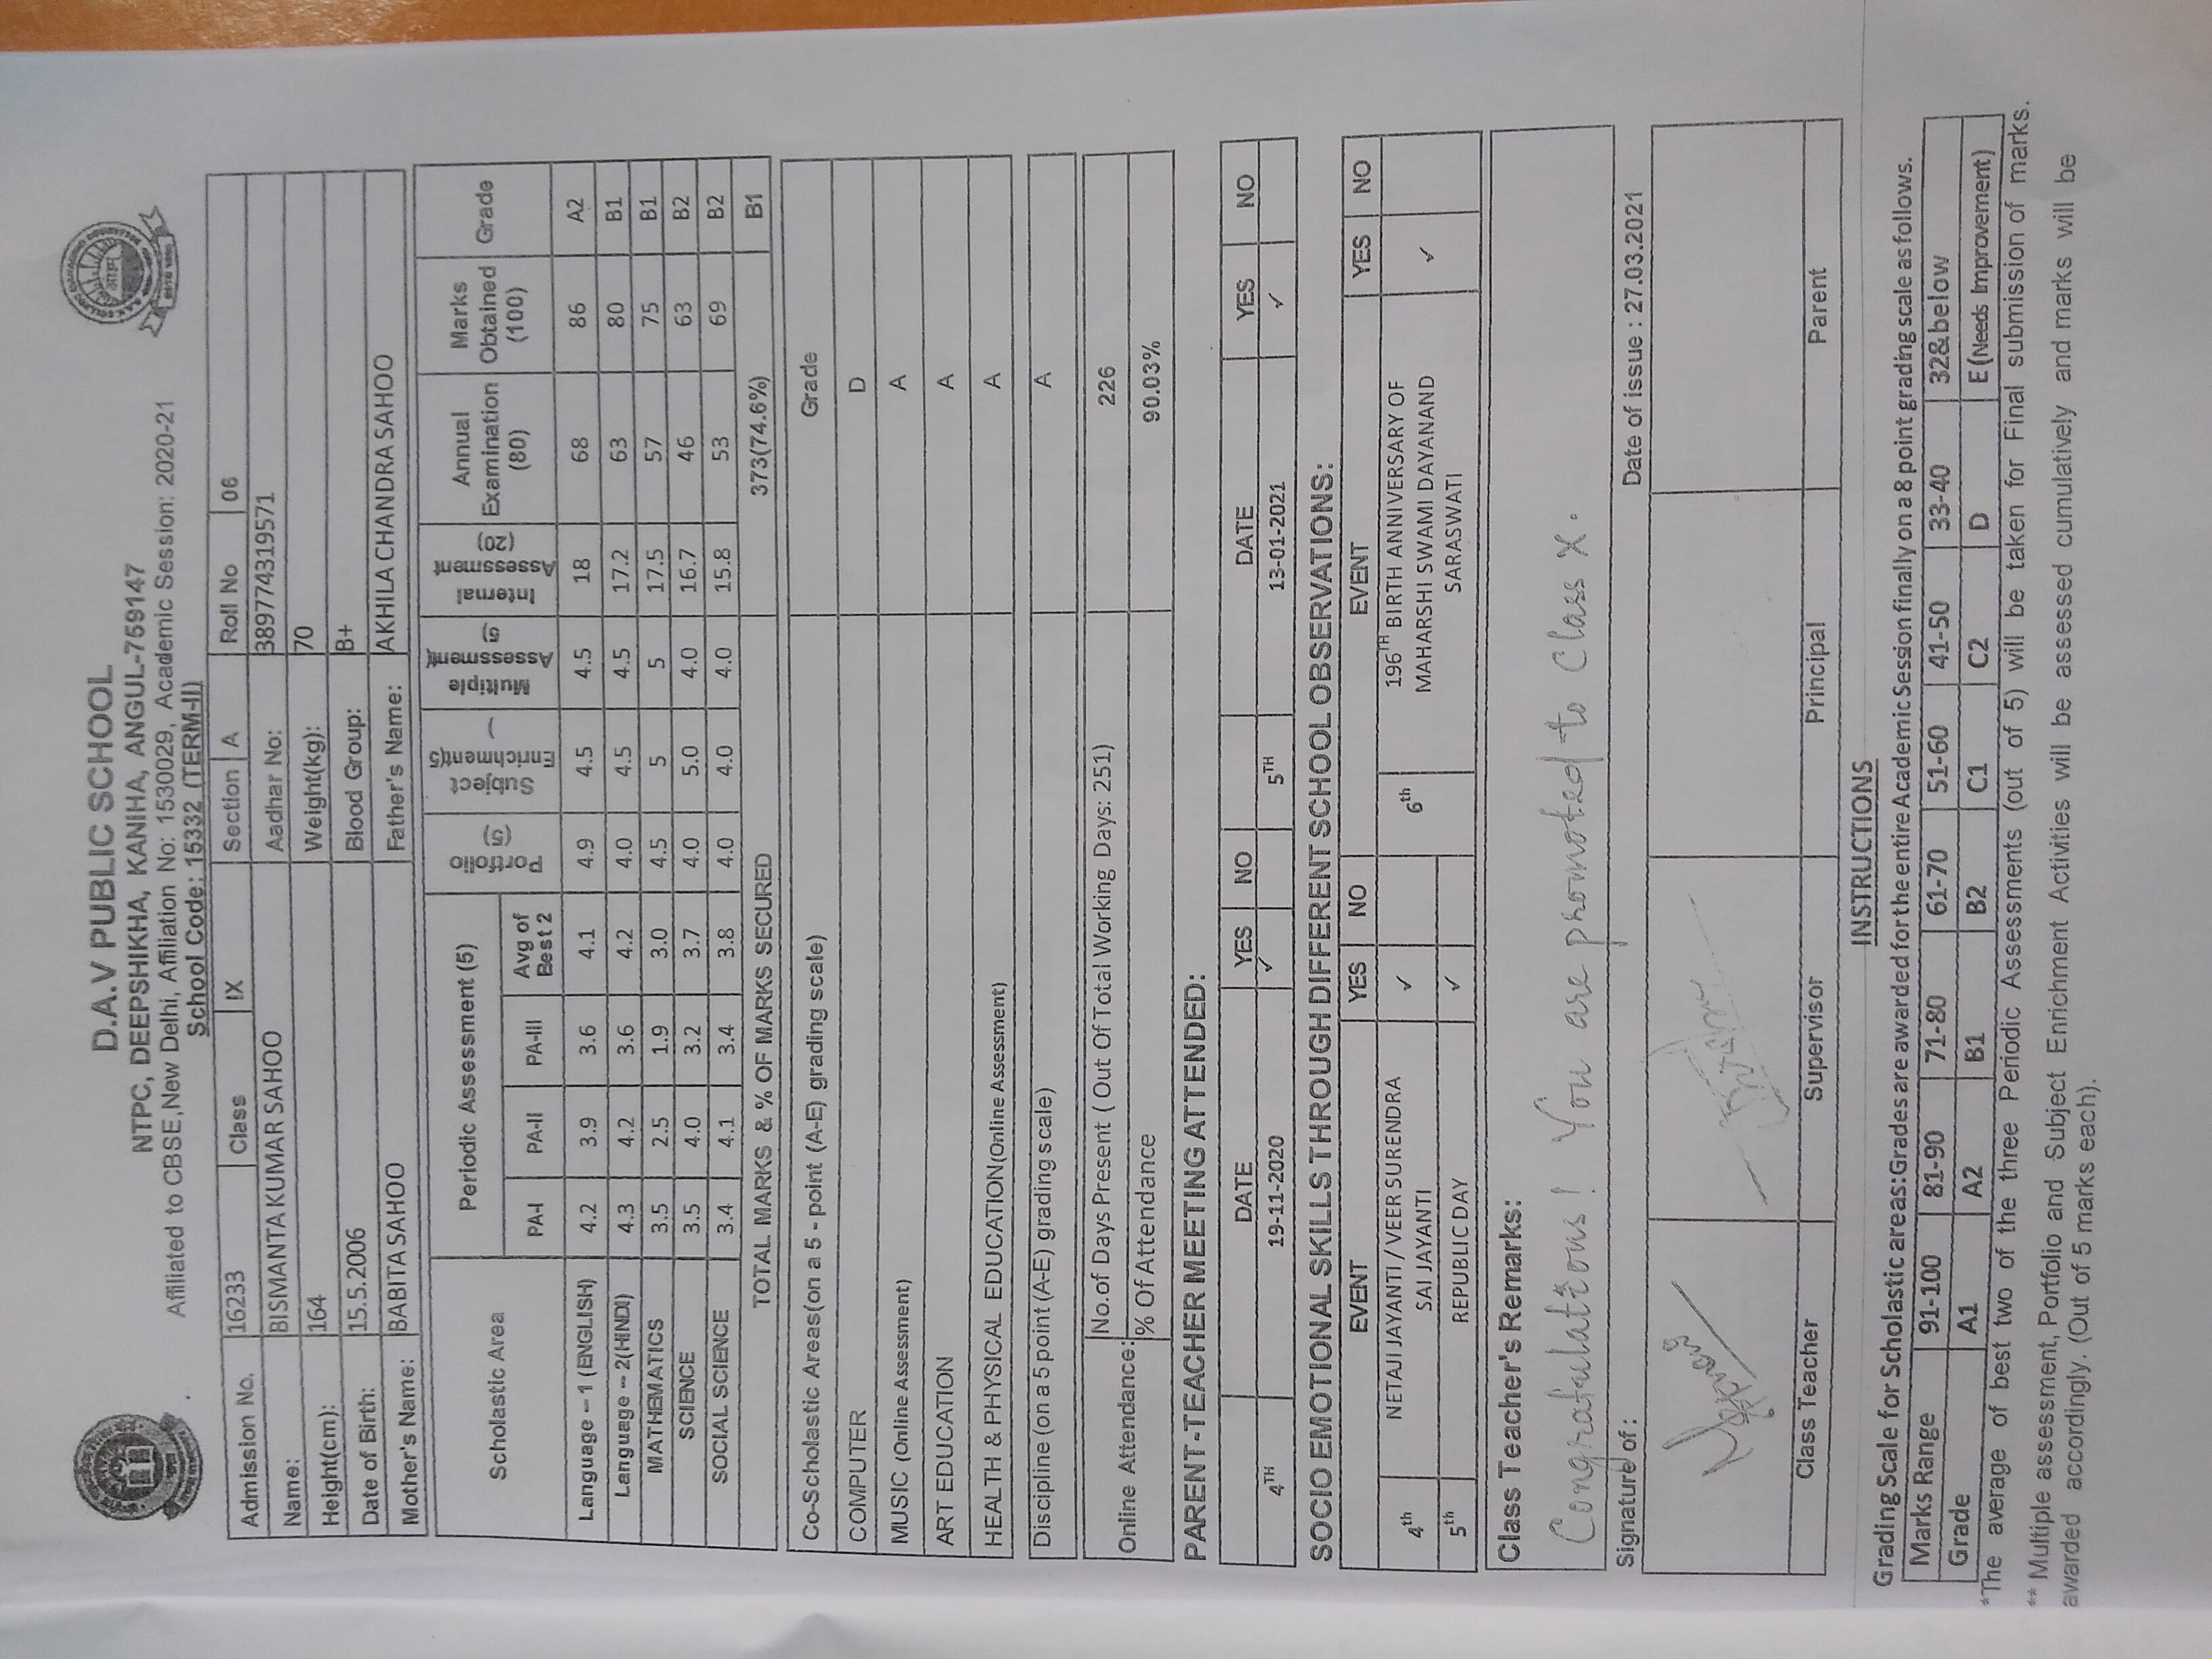 D.A.V PUBLIC SCHOOL
NTPC, DEEPSHIKHA, KANIHA, ANGUL-759147
Affiliated to CBSE,New Delhi, Affiliation No: 1530029, Academic Session: 2020-21
School Code: 15332 (TERM-II)
Admission No. 16233 Class IX Section A Roll No 06
Name: BISMANTA KUMAR SAHOO Aadhar No: 389774319571
Height(cm): 164 Weight(kg): 70
Date of Birth: 15.5.2006 Blood Group: B+
Mother's Name: BABITA SAHOO Father's Name: AKHILA CHANDRA SAHOO
Scholastic Area Periodic Assessment (5) Portfolio (5) Subject Enrichment(5) Multiple Assessment (5) Internal Assessment (20) Annual Examination (80) Marks Obtained (100) Grade
PA-I PA-II PA-III Avg of Best 2
Language – 1 (ENGLISH) 4.2 3.9 3.6 4.1 4.9 4.5 4.5 18 68 86 A2
Language – 2(HINDI) 4.3 4.2 3.6 4.2 4.0 4.5 4.5 17.2 63 80 B1
MATHEMATICS 3.5 2.5 1.9 3.0 4.5 5 5 17.5 57 75 B1
SCIENCE 3.5 4.0 3.2 3.7 4.0 5.0 4.0 16.7 46 63 B2
SOCIAL SCIENCE 3.4 4.1 3.4 3.8 4.0 4.0 4.0 15.8 53 69 B2
TOTAL MARKS & % OF MARKS SECURED 373(74.6%) B1
Co-Scholastic Areas(on a 5 - point (A-E) grading scale) Grade
COMPUTER D
MUSIC (Online Assessment) A
ART EDUCATION A
HEALTH & PHYSICAL EDUCATION(Online Assessment) A
Discipline (on a 5 point (A-E) grading scale) A
Online Attendance: No.of Days Present ( Out Of Total Working Days: 251) 226
% Of Attendance 90.03%
PARENT-TEACHER MEETING ATTENDED:
DATE YES NO DATE YES NO
4TH 19-11-2020 ✓ 5TH 13-01-2021 ✓
SOCIO EMOTIONAL SKILLS THROUGH DIFFERENT SCHOOL OBSERVATIONS:
EVENT YES NO EVENT YES NO
4th NETAJI JAYANTI / VEER SURENDRA SAI JAYANTI ✓ 6th 196TH BIRTH ANNIVERSARY OF MAHARSHI SWAMI DAYANAND SARASWATI ✓
5th REPUBLIC DAY ✓
Class Teacher's Remarks:
Congratulations! You are promoted to Class X.
Signature of : Date of issue : 27.03.2021
Class Teacher Supervisor Principal Parent
INSTRUCTIONS
Grading Scale for Scholastic areas:Grades are awarded for the entire Academic Session finally on a 8 point grading scale as follows.
Marks Range 91-100 81-90 71-80 61-70 51-60 41-50 33-40 32& below
Grade A1 A2 B1 B2 C1 C2 D E (Needs Improvement)
*The average of best two of the three Periodic Assessments (out of 5) will be taken for Final submission of marks.
** Multiple assessment, Portfolio and Subject Enrichment Activities will be assessed cumulatively and marks will be
awarded accordingly. (Out of 5 marks each).